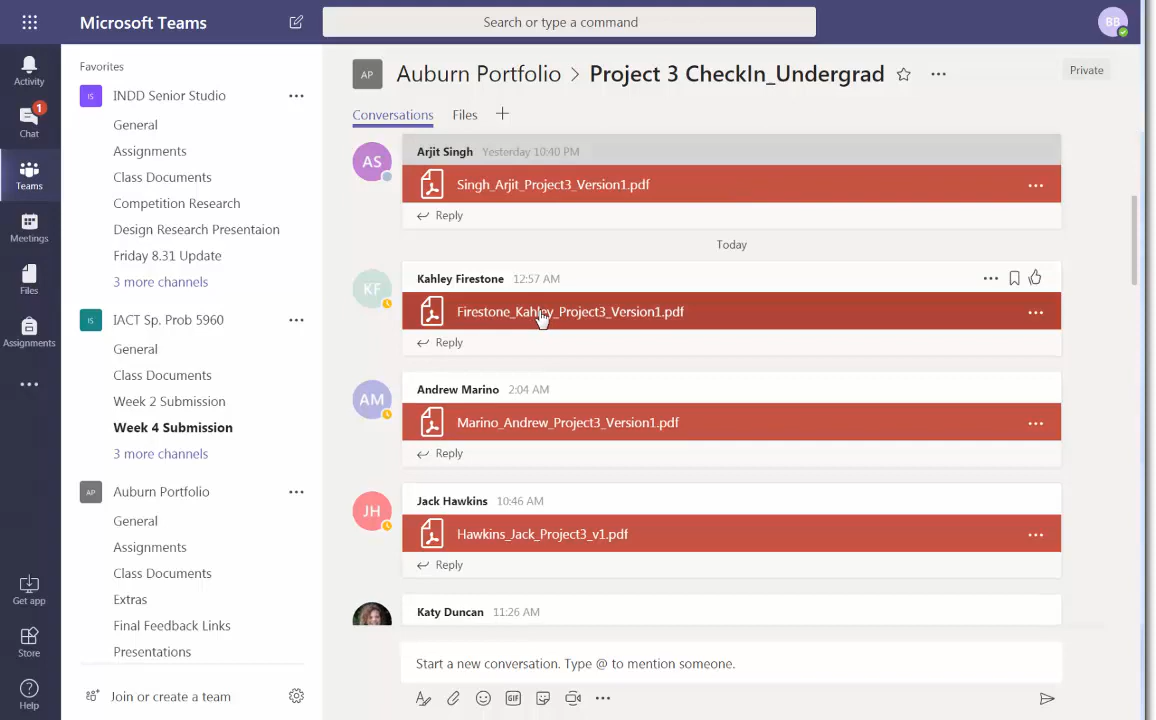 Microsoft Teams
Search or type a command
BB
Activity
Chat
1
Teams
Meetings
Files
Assignments
Get app
Store
Help
Favorites
IS INDD Senior Studio
General
Assignments
Class Documents
Competition Research
Design Research Presentaion
Friday 8.31 Update
3 more channels
IS IACT Sp. Prob 5960
General
Class Documents
Week 2 Submission
Week 4 Submission
3 more channels
AP Auburn Portfolio
General
Assignments
Class Documents
Extras
Final Feedback Links
Presentations
Join or create a team
AP Auburn Portfolio > Project 3 CheckIn_Undergrad
Private
Conversations Files
AS Arjit Singh Yesterday 10:40 PM
Singh_Arjit_Project3_Version1.pdf
Reply
Today
KF Kahley Firestone 12:57 AM
Firestone_Kahley_Project3_Version1.pdf
Reply
AM Andrew Marino 2:04 AM
Marino_Andrew_Project3_Version1.pdf
Reply
JH Jack Hawkins 10:46 AM
Hawkins_Jack_Project3_v1.pdf
Reply
Katy Duncan 11:26 AM
Start a new conversation. Type @ to mention someone.
GIF